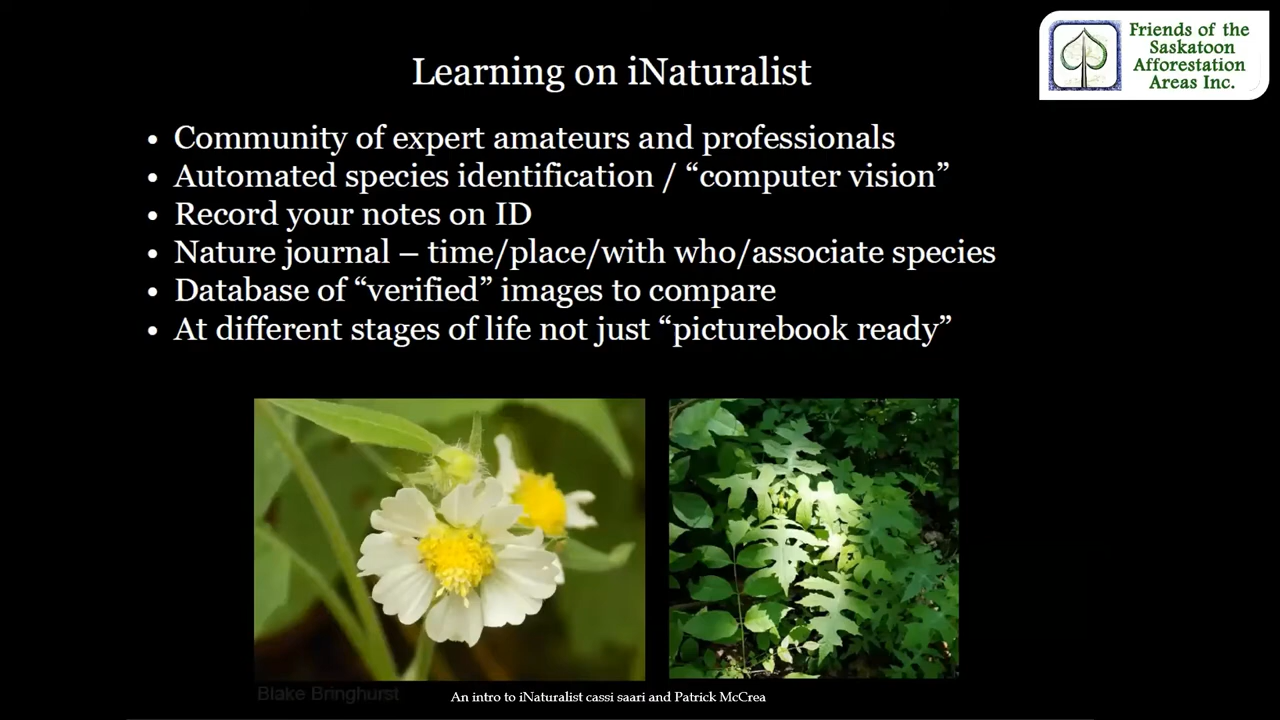 Friends of the
Saskatoon
Afforestation
Areas Inc.
Learning on iNaturalist
• Community of expert amateurs and professionals
• Automated species identification / “computer vision”
• Record your notes on ID
• Nature journal – time/place/with who/associate species
• Database of “verified” images to compare
• At different stages of life not just “picturebook ready”
Blake Bringhurst
An intro to iNaturalist cassi saari and Patrick McCrea